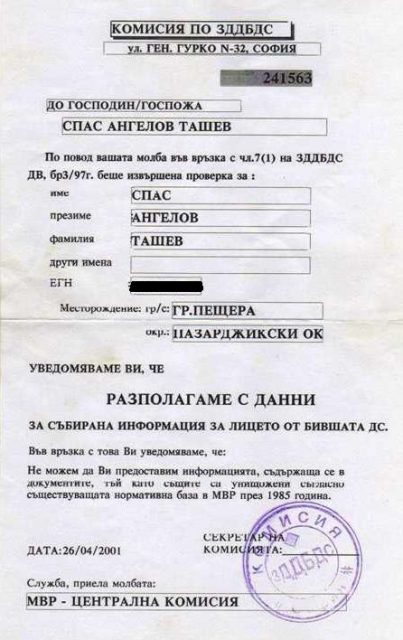 КОМИСИЯ ПО ЗДДБДС
ул. ГЕН. ГУРКО N-32, СОФИЯ
241563
ДО ГОСПОДИН/ГОСПОЖА
СПАС АНГЕЛОВ ТАШЕВ
По повод вашата молба във връзка с чл.7(1) на ЗДДБДС
ДВ, бр3/97г. беше извършена проверка за :
име СПАС
презиме АНГЕЛОВ
фамилия ТАШЕВ
други имена
ЕГН
Месторождение: гр/с: ГР.ПЕЩЕРА
окр.: ПАЗАРДЖИКСКИ ОК
УВЕДОМЯВАМЕ ВИ, ЧЕ
РАЗПОЛАГАМЕ С ДАННИ
ЗА СЪБИРАНА ИНФОРМАЦИЯ ЗА ЛИЦЕТО ОТ БИВШАТА ДС.
Във връзка с това Ви уведомяваме, че:
Не можем да Ви предоставим информацията, съдържаща се в
документите, тъй като същите са унищожени съгласно
съществуващата нормативна база в МВР през 1985 година.
СЕКРЕТАР НА
ДАТА:26/04/2001 КОМИСИЯТА:
КОМИСИЯ
ЗДДБДС
Служба, приела молбата:
МВР - ЦЕНТРАЛНА КОМИСИЯ